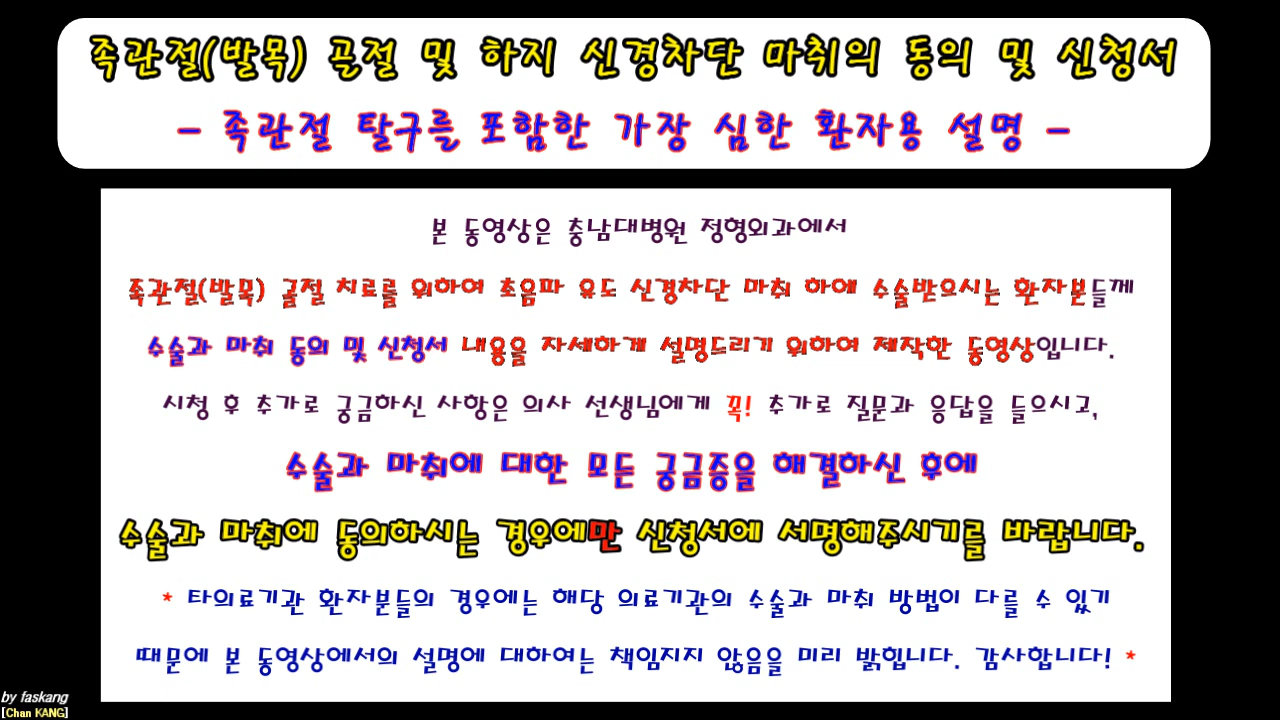 족관절(발목) 골절 및 하지 신경차단 마취의 동의 및 신청서
- 족관절 탈구를 포함한 가장 심한 환자용 설명 -
본 동영상은 충남대병원 정형외과에서
족관절(발목) 골절 치료를 위하여 초음파 유도 신경차단 마취 하에 수술받으시는 환자분들께
수술과 마취 동의 및 신청서 내용을 자세하게 설명드리기 위하여 제작한 동영상입니다.
시청 후 추가로 궁금하신 사항은 의사 선생님에게 꼭! 추가로 질문과 응답을 들으시고,
수술과 마취에 대한 모든 궁금증을 해결하신 후에
수술과 마취에 동의하시는 경우에만 신청서에 서명해주시기를 바랍니다.
* 타의료기관 환자분들의 경우에는 해당 의료기관의 수술과 마취 방법이 다를 수 있기
때문에 본 동영상에서의 설명에 대하여는 책임지지 않음을 미리 밝힙니다. 감사합니다! *
by faskang
[Chan KANG]